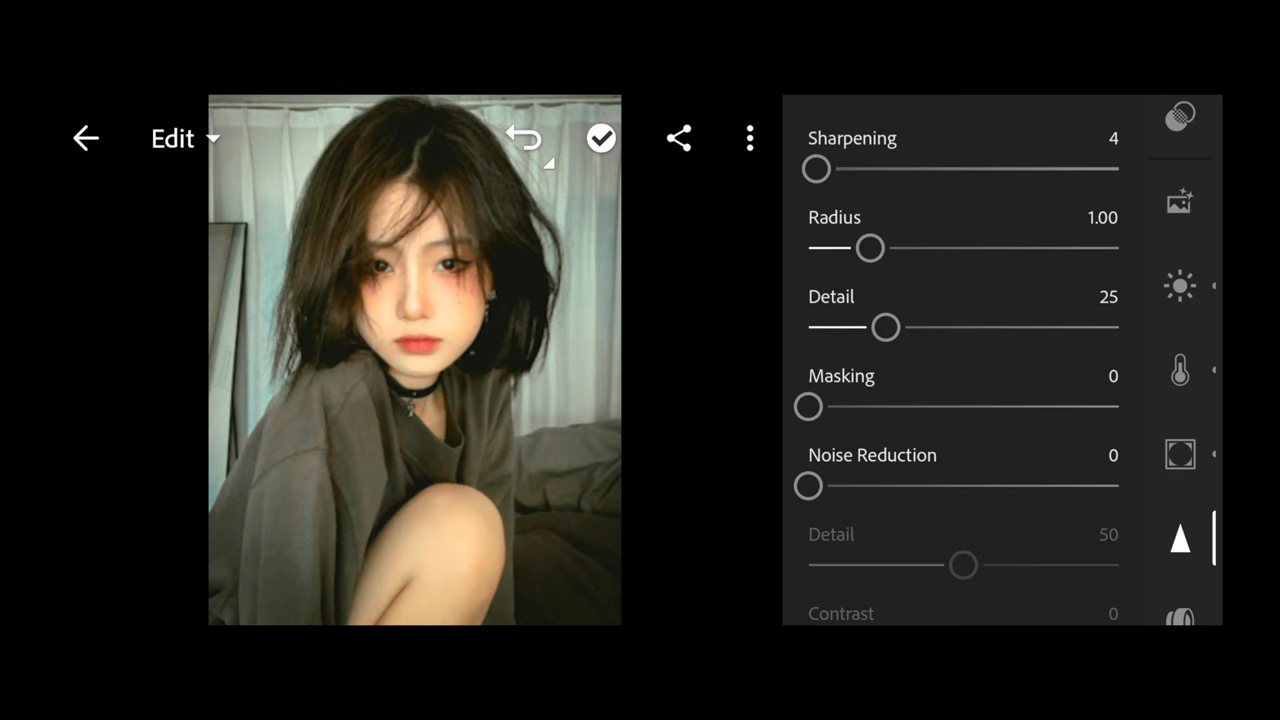 Edit
Sharpening 4
Radius 1.00
Detail 25
Masking 0
Noise Reduction 0
Detail 50
Contrast 0